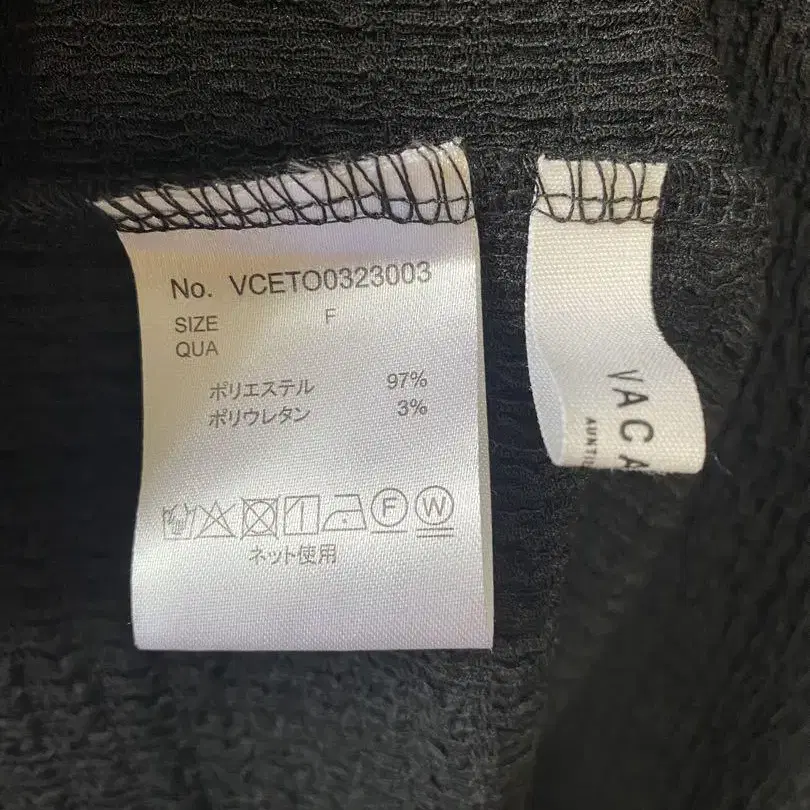 No. VCETO0323003
SIZE F
QUA
ポリエステル 97%
ポリウレタン 3%
F W
ネット使用